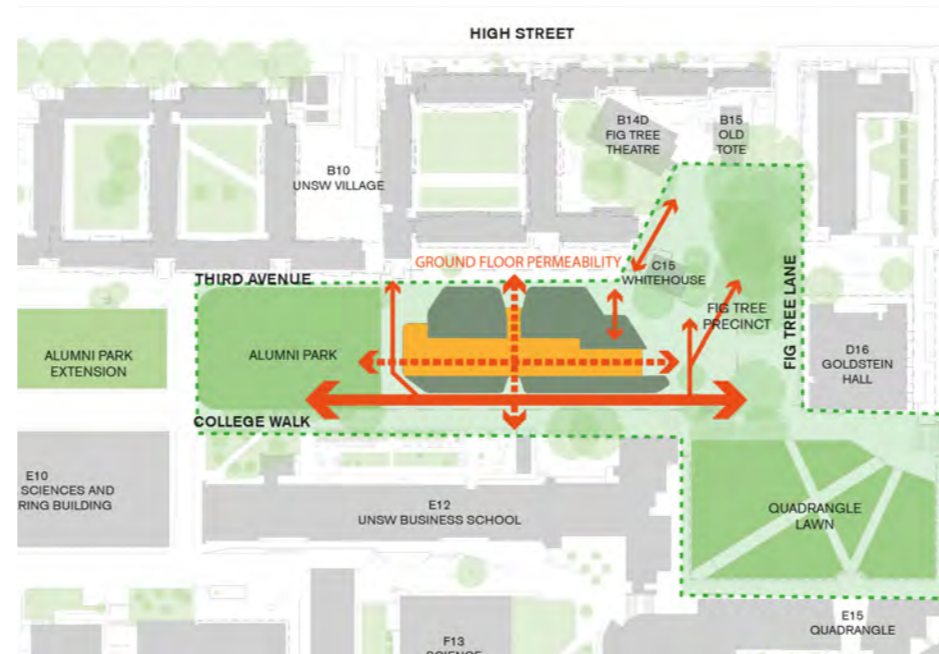 HIGH STREET
B14D
FIG TREE
THEATRE
B15
OLD
TOTE
B10
UNSW VILLAGE
GROUND FLOOR PERMEABILITY
C15
WHITEHOUSE
THIRD AVENUE
FIG TREE
PRECINCT
FIG TREE LANE
ALUMNI PARK
EXTENSION
ALUMNI PARK
D16
GOLDSTEIN
HALL
COLLEGE WALK
E10
SCIENCES AND
RING BUILDING
E12
UNSW BUSINESS SCHOOL
QUADRANGLE
LAWN
E15
QUADRANGLE
F13
SCIENCE